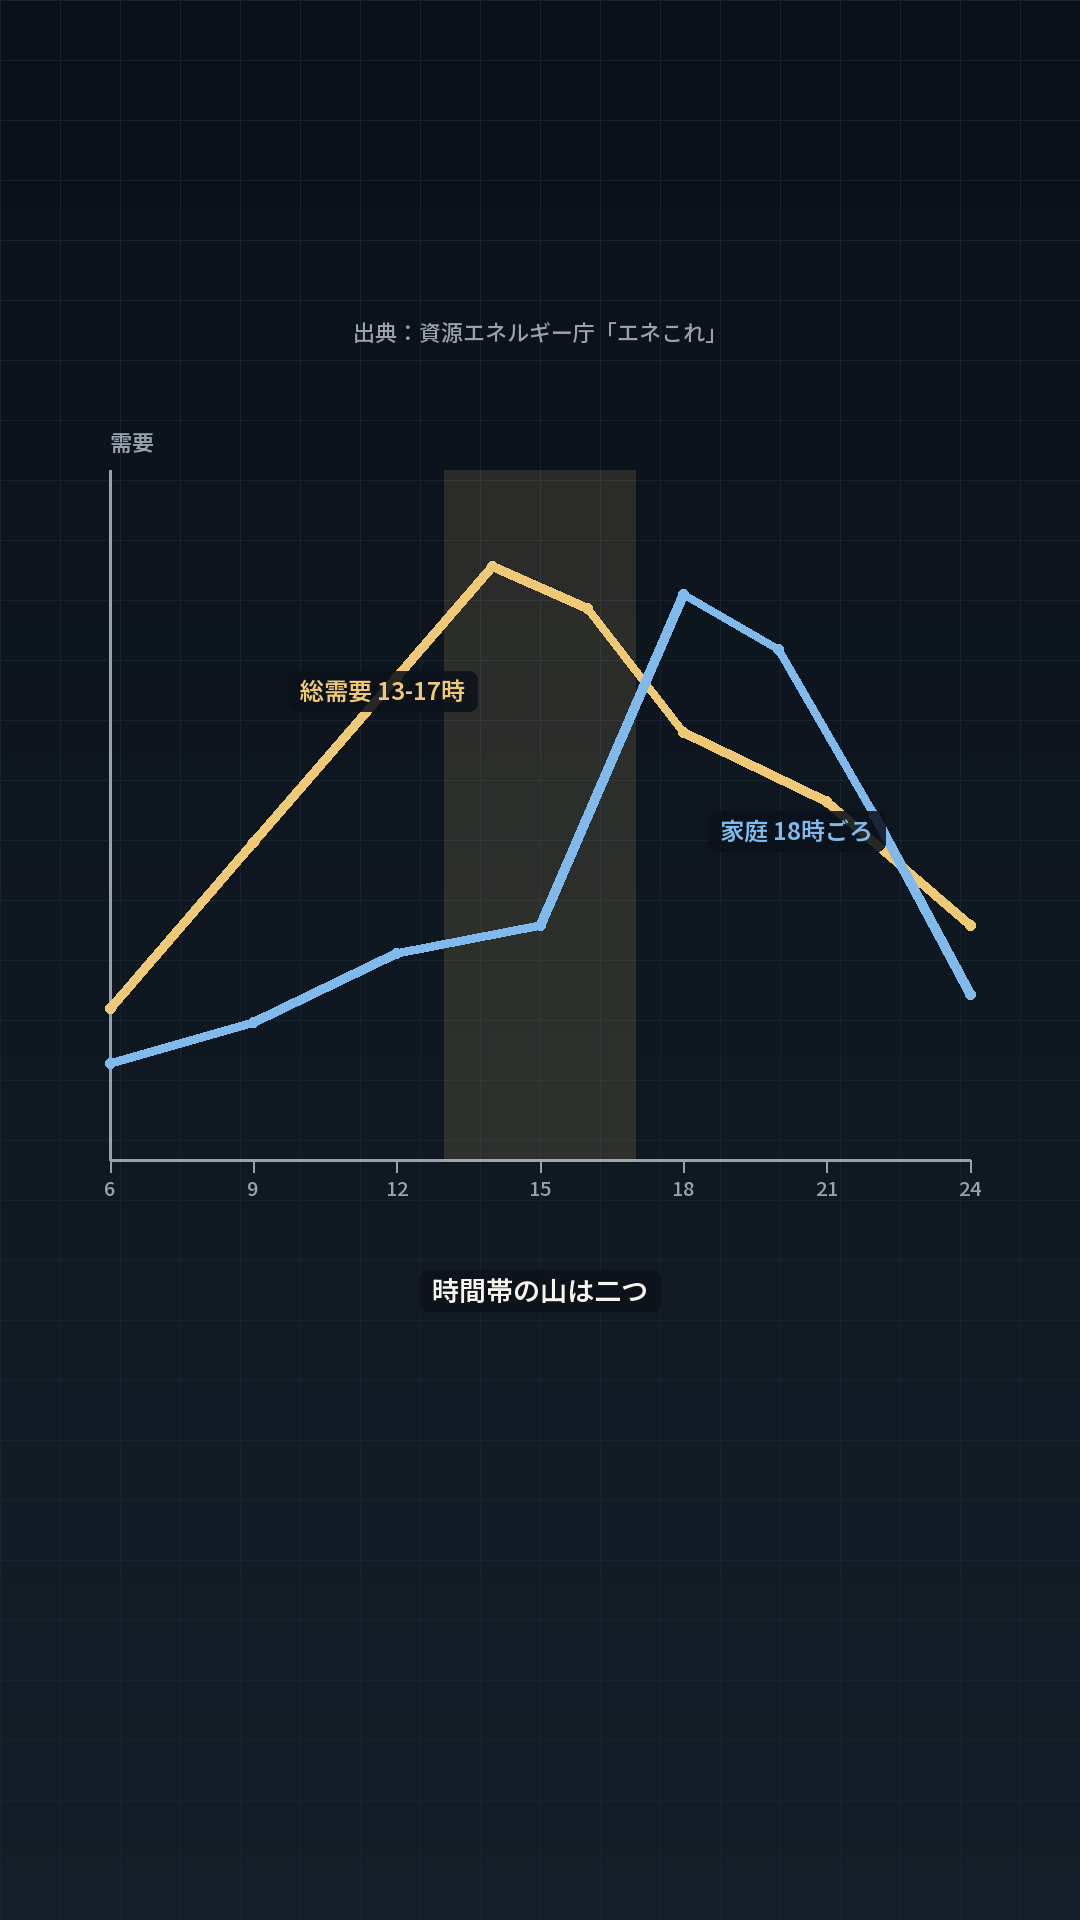 出典：資源エネルギー庁「エネこれ」
需要
総需要 13-17時
家庭 18時ごろ
6 9 12 15 18 21 24
時間帯の山は二つ